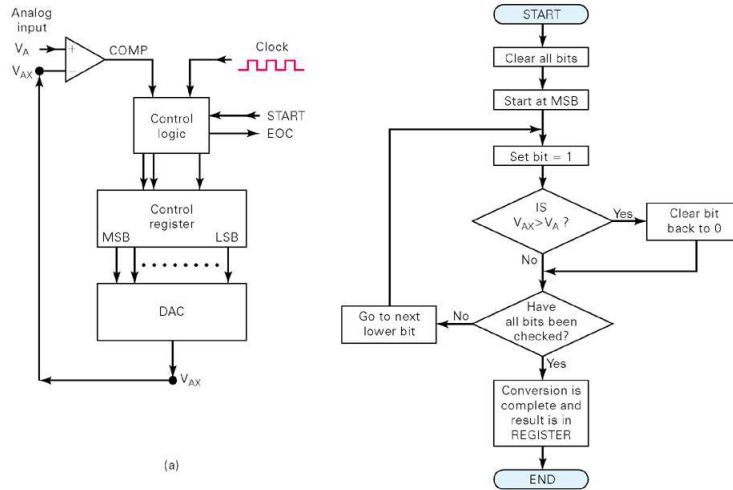 Analog
input
V_A
+
COMP
V_AX
−
Clock
Control
logic
START
EOC
Control
register
MSB
LSB
DAC
V_AX
(a)
START
Clear all bits
Start at MSB
Set bit = 1
IS
V_AX>V_A ?
Yes
Clear bit
back to 0
No
Have
all bits been
checked?
No
Go to next
lower bit
Yes
Conversion is
complete and
result is in
REGISTER
END